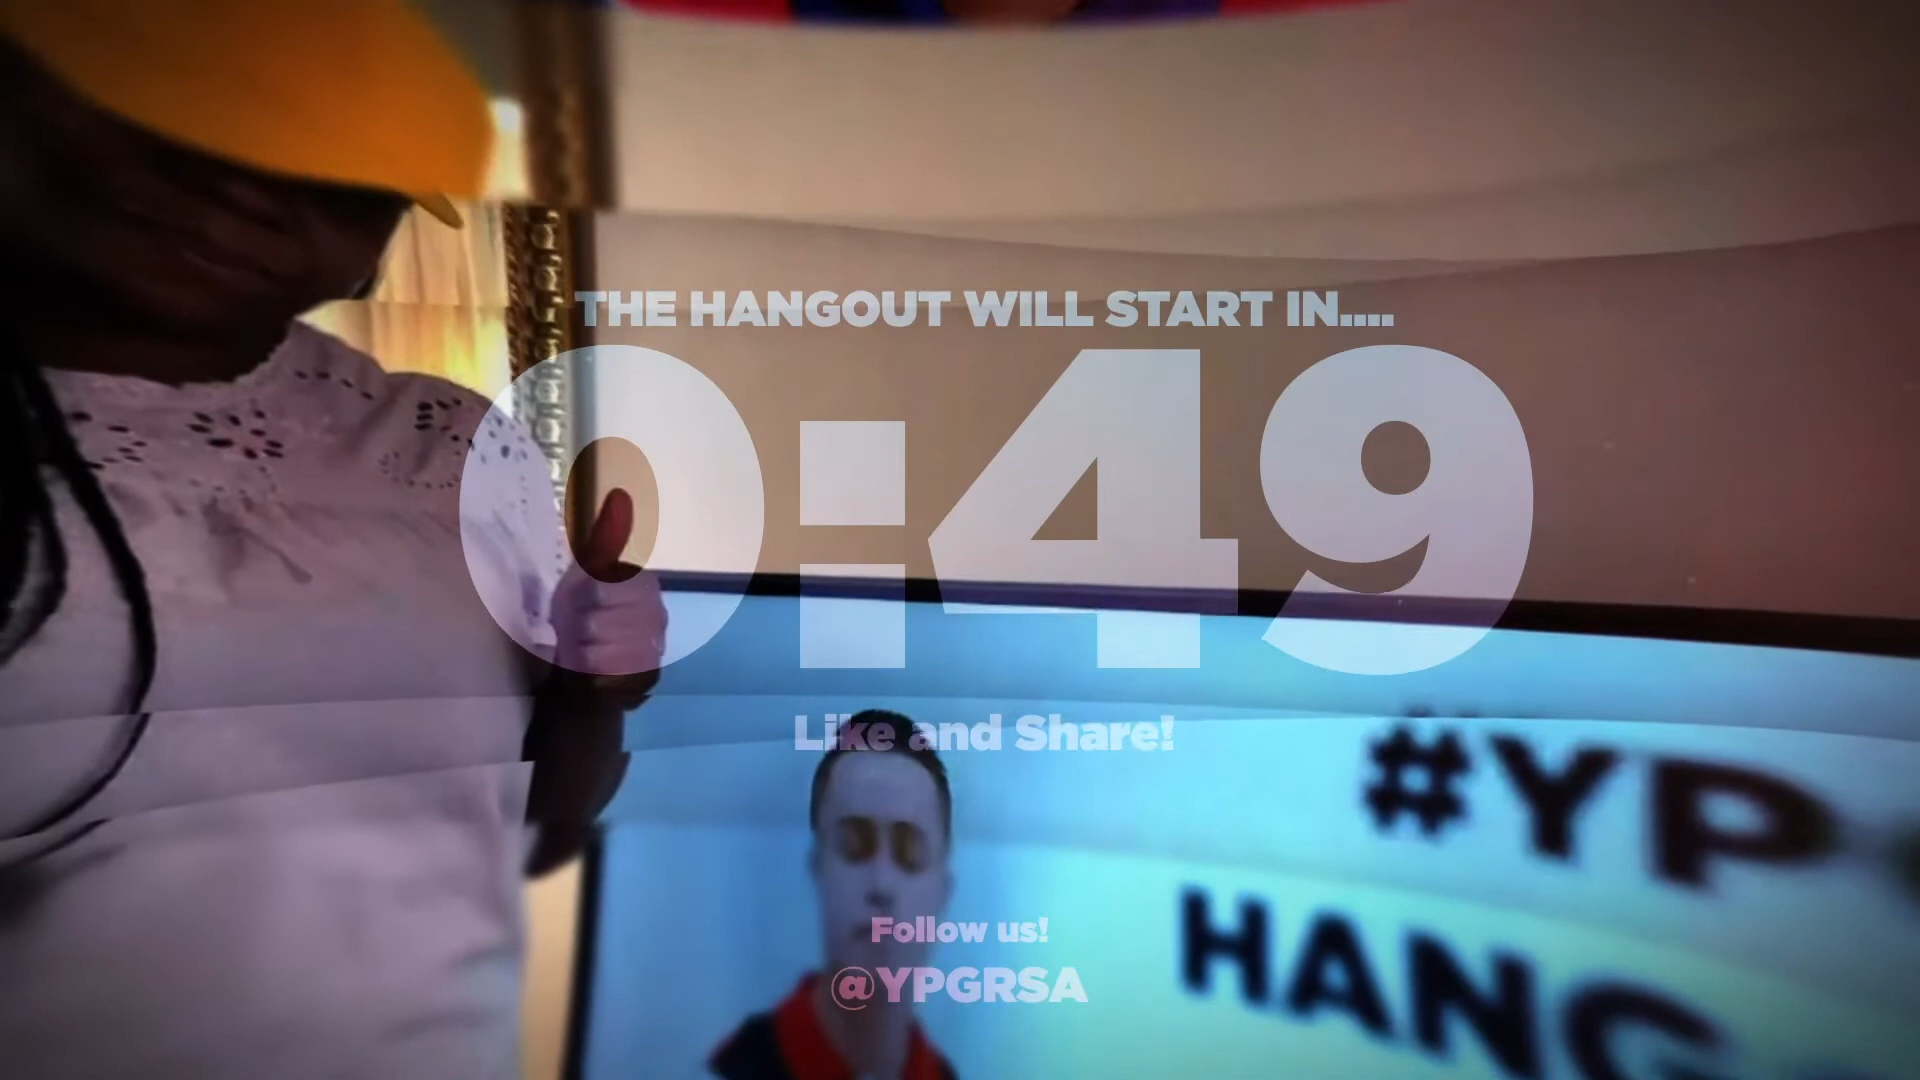 THE HANGOUT WILL START IN....
0:49
Like and Share!
#YP
HANG
Follow us!
@YPGRSA